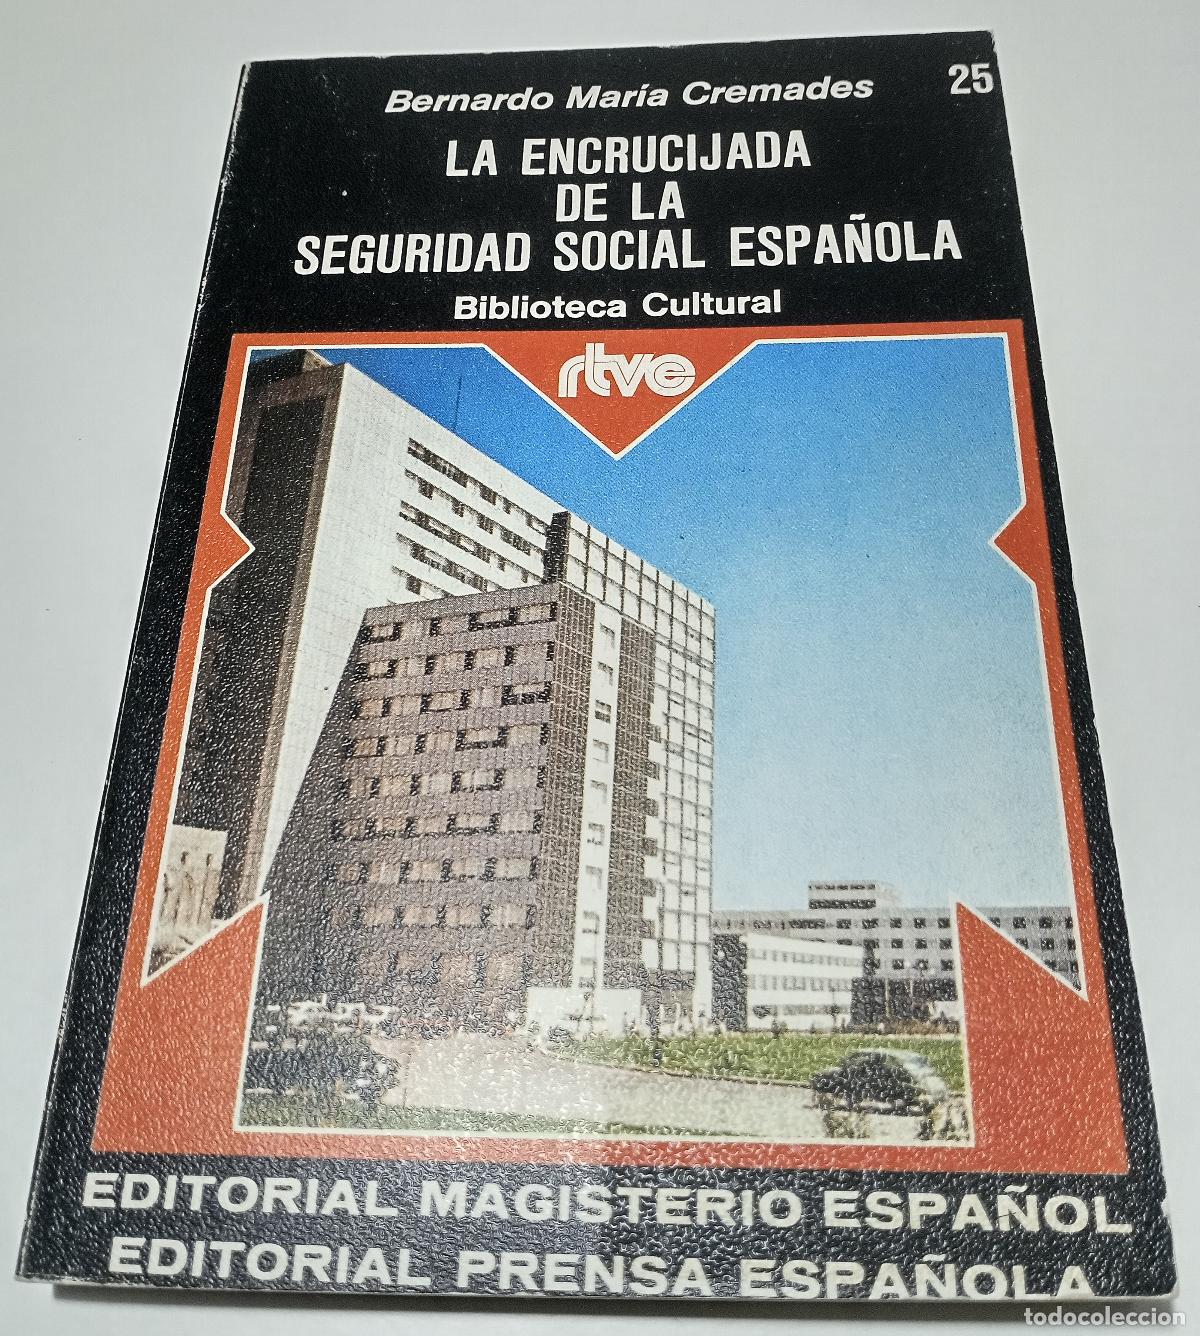 Bernardo María Cremades 25
LA ENCRUCIJADA
DE LA
SEGURIDAD SOCIAL ESPAÑOLA
Biblioteca Cultural
rtve
EDITORIAL MAGISTERIO ESPAÑOL
EDITORIAL PRENSA ESPAÑOLA
todocoleccion